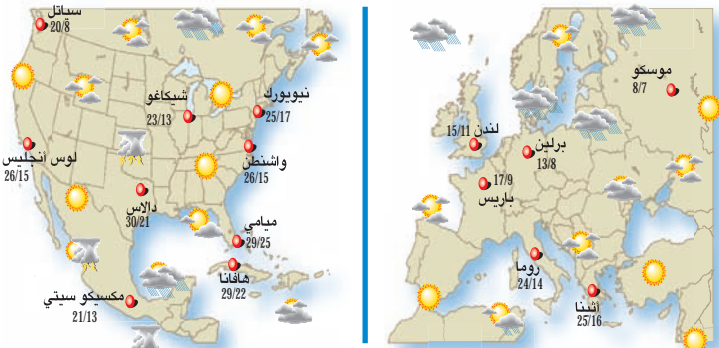 موسكو
8/7
لندن 15/11
برلين
13/8
17/9
باريس
روما
24/14
أثنا
25/16
سياتل
20/8
نيويورك
25/17
شيكاغو
23/13
لوس أنجليس
26/15
واشنطن
26/15
دالاس
30/21
ميامي
29/25
هافانا
29/22
مكسيكو سيتي
21/13